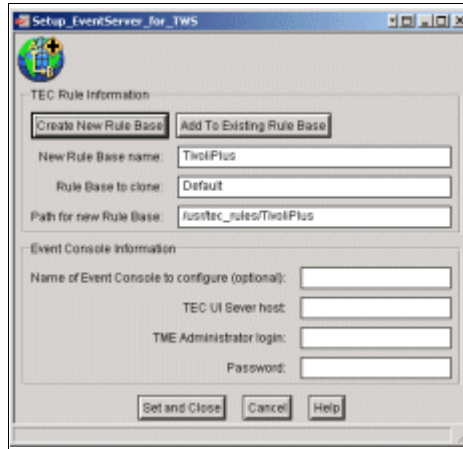 Setup_EventServer_for_TWS
TEC Rule Information
Create New Rule Base Add To Existing Rule Base
New Rule Base name: TivoliPlus
Rule Base to clone: Default
Path for new Rule Base: /usr/tec_rules/TivoliPlus
Event Console Information
Name of Event Console to configure (optional):
TEC UI Sever host:
TME Administrator login:
Password:
Set and Close Cancel Help